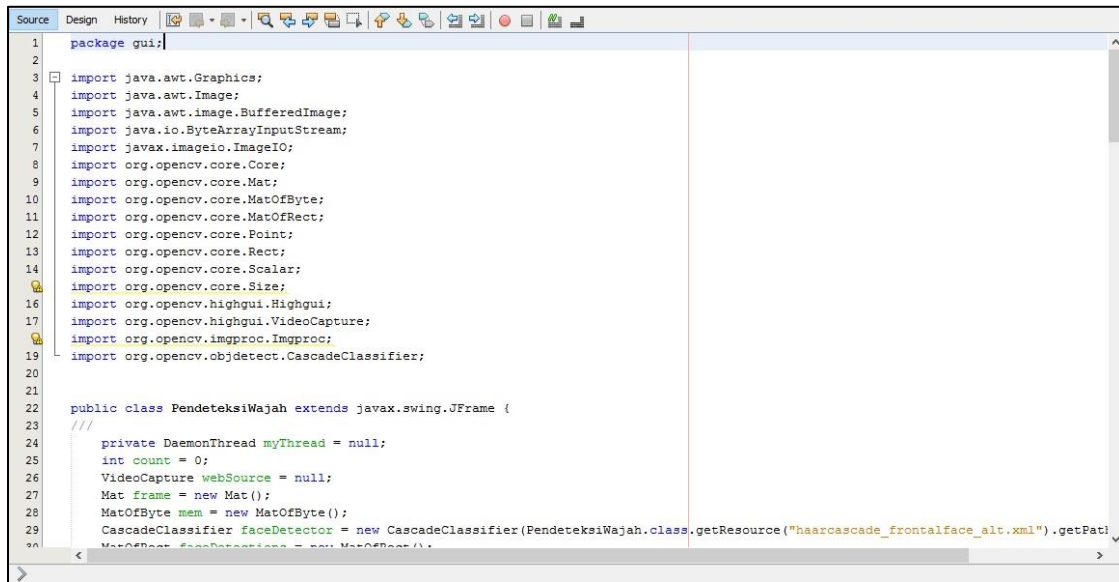 Source Design History
1 package gui;
2
3 import java.awt.Graphics;
4 import java.awt.Image;
5 import java.awt.image.BufferedImage;
6 import java.io.ByteArrayInputStream;
7 import javax.imageio.ImageIO;
8 import org.opencv.core.Core;
9 import org.opencv.core.Mat;
10 import org.opencv.core.MatOfByte;
11 import org.opencv.core.MatOfRect;
12 import org.opencv.core.Point;
13 import org.opencv.core.Rect;
14 import org.opencv.core.Scalar;
import org.opencv.core.Size;
16 import org.opencv.highgui.Highgui;
17 import org.opencv.highgui.VideoCapture;
import org.opencv.imgproc.Imgproc;
19 import org.opencv.objdetect.CascadeClassifier;
20
21
22 public class PendeteksiWajah extends javax.swing.JFrame {
23 ///
24 private DaemonThread myThread = null;
25 int count = 0;
26 VideoCapture webSource = null;
27 Mat frame = new Mat();
28 MatOfByte mem = new MatOfByte();
29 CascadeClassifier faceDetector = new CascadeClassifier(PendeteksiWajah.class.getResource("haarcascade_frontalface_alt.xml").getPath
30 MatOfRect faceDetections = new MatOfRect();